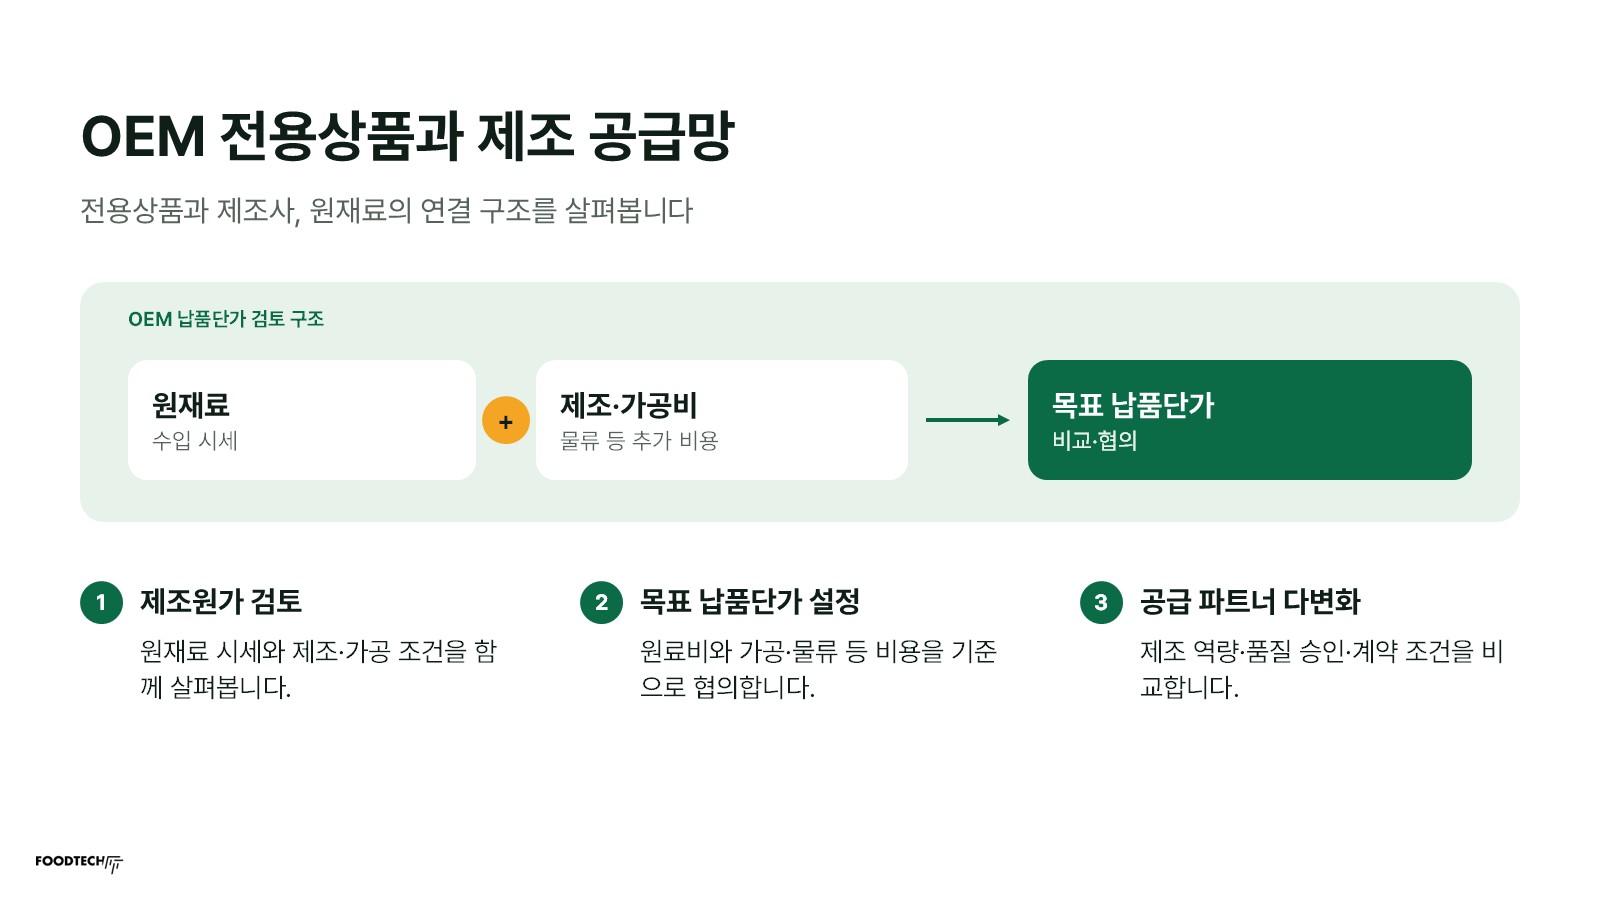 OEM 전용상품과 제조 공급망
전용상품과 제조사, 원재료의 연결 구조를 살펴봅니다
OEM 납품단가 검토 구조
원재료
수입 시세
+
제조·가공비
물류 등 추가 비용
목표 납품단가
비교·협의
1
제조원가 검토
원재료 시세와 제조·가공 조건을 함
께 살펴봅니다.
2
목표 납품단가 설정
원료비와 가공·물류 등 비용을 기준
으로 협의합니다.
3
공급 파트너 다변화
제조 역량·품질 승인·계약 조건을 비
교합니다.
FOODTECH